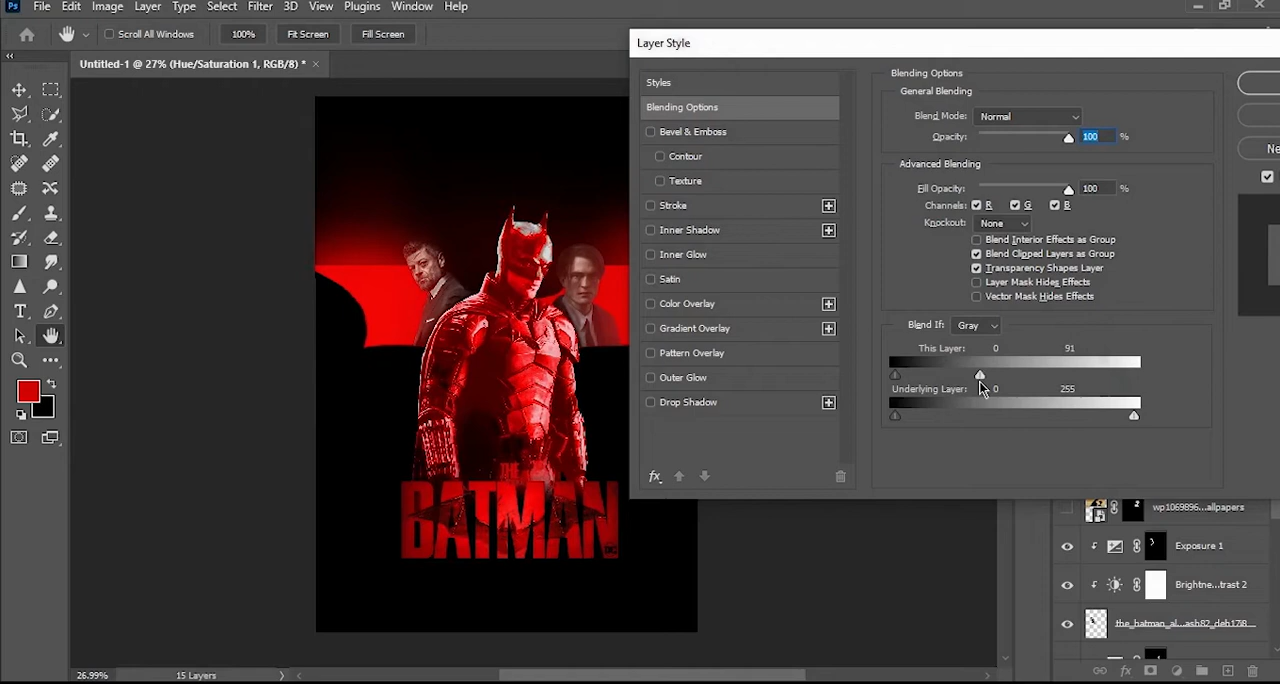 Ps File Edit Image Layer Type Select Filter 3D View Plugins Window Help
Scroll All Windows 100% Fit Screen Fill Screen
Untitled-1 @ 27% (Hue/Saturation 1, RGB/8) * ×
Layer Style
Styles
Blending Options
Bevel & Emboss
Contour
Texture
Stroke
Inner Shadow
Inner Glow
Satin
Color Overlay
Gradient Overlay
Pattern Overlay
Outer Glow
Drop Shadow
fx
Blending Options
General Blending
Blend Mode: Normal
Opacity: 100 %
Advanced Blending
Fill Opacity: 100 %
Channels: R G B
Knockout: None
Blend Interior Effects as Group
Blend Clipped Layers as Group
Transparency Shapes Layer
Layer Mask Hides Effects
Vector Mask Hides Effects
Blend If: Gray
This Layer: 0 91
Underlying Layer: 0 255
Ne
THE
BATMAN
DC
wp1069896...allpapers
Exposure 1
Brightne...trast 2
26.99% 15 Layers
fx